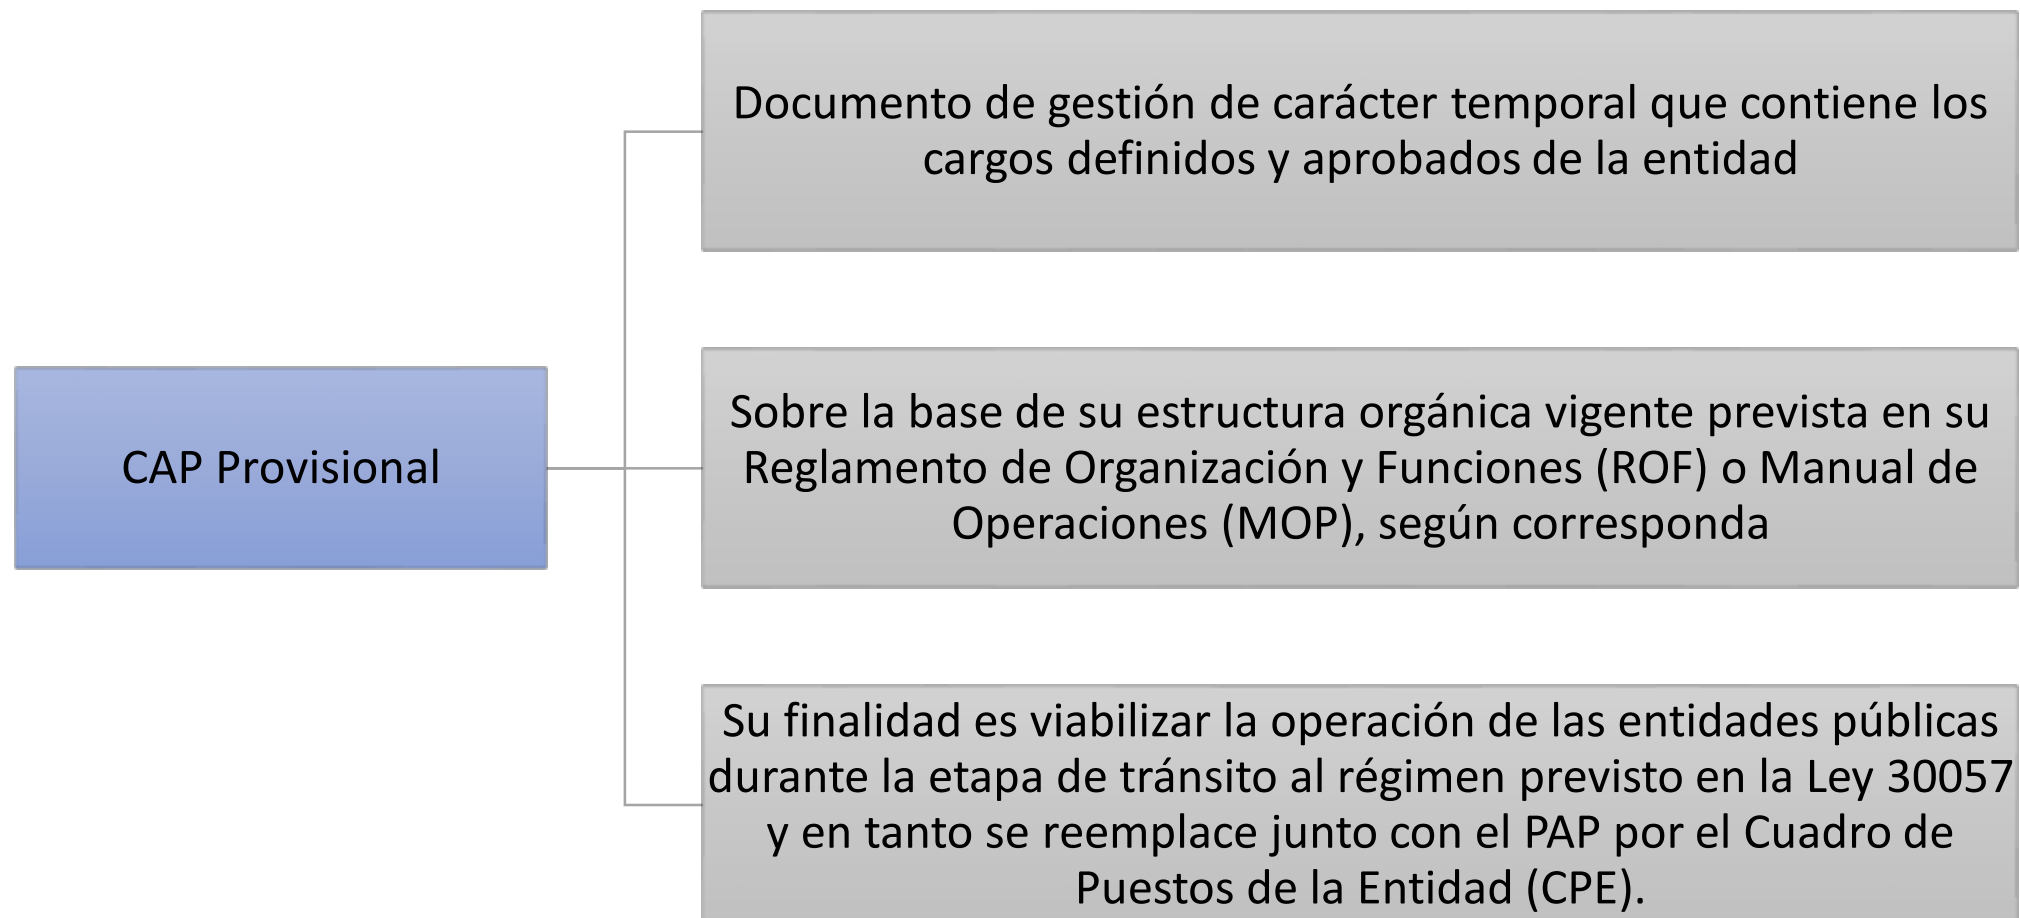 Documento de gestión de carácter temporal que contiene los
cargos definidos y aprobados de la entidad
CAP Provisional
Sobre la base de su estructura orgánica vigente prevista en su
Reglamento de Organización y Funciones (ROF) o Manual de
Operaciones (MOP), según corresponda
Su finalidad es viabilizar la operación de las entidades públicas
durante la etapa de tránsito al régimen previsto en la Ley 30057
y en tanto se reemplace junto con el PAP por el Cuadro de
Puestos de la Entidad (CPE).